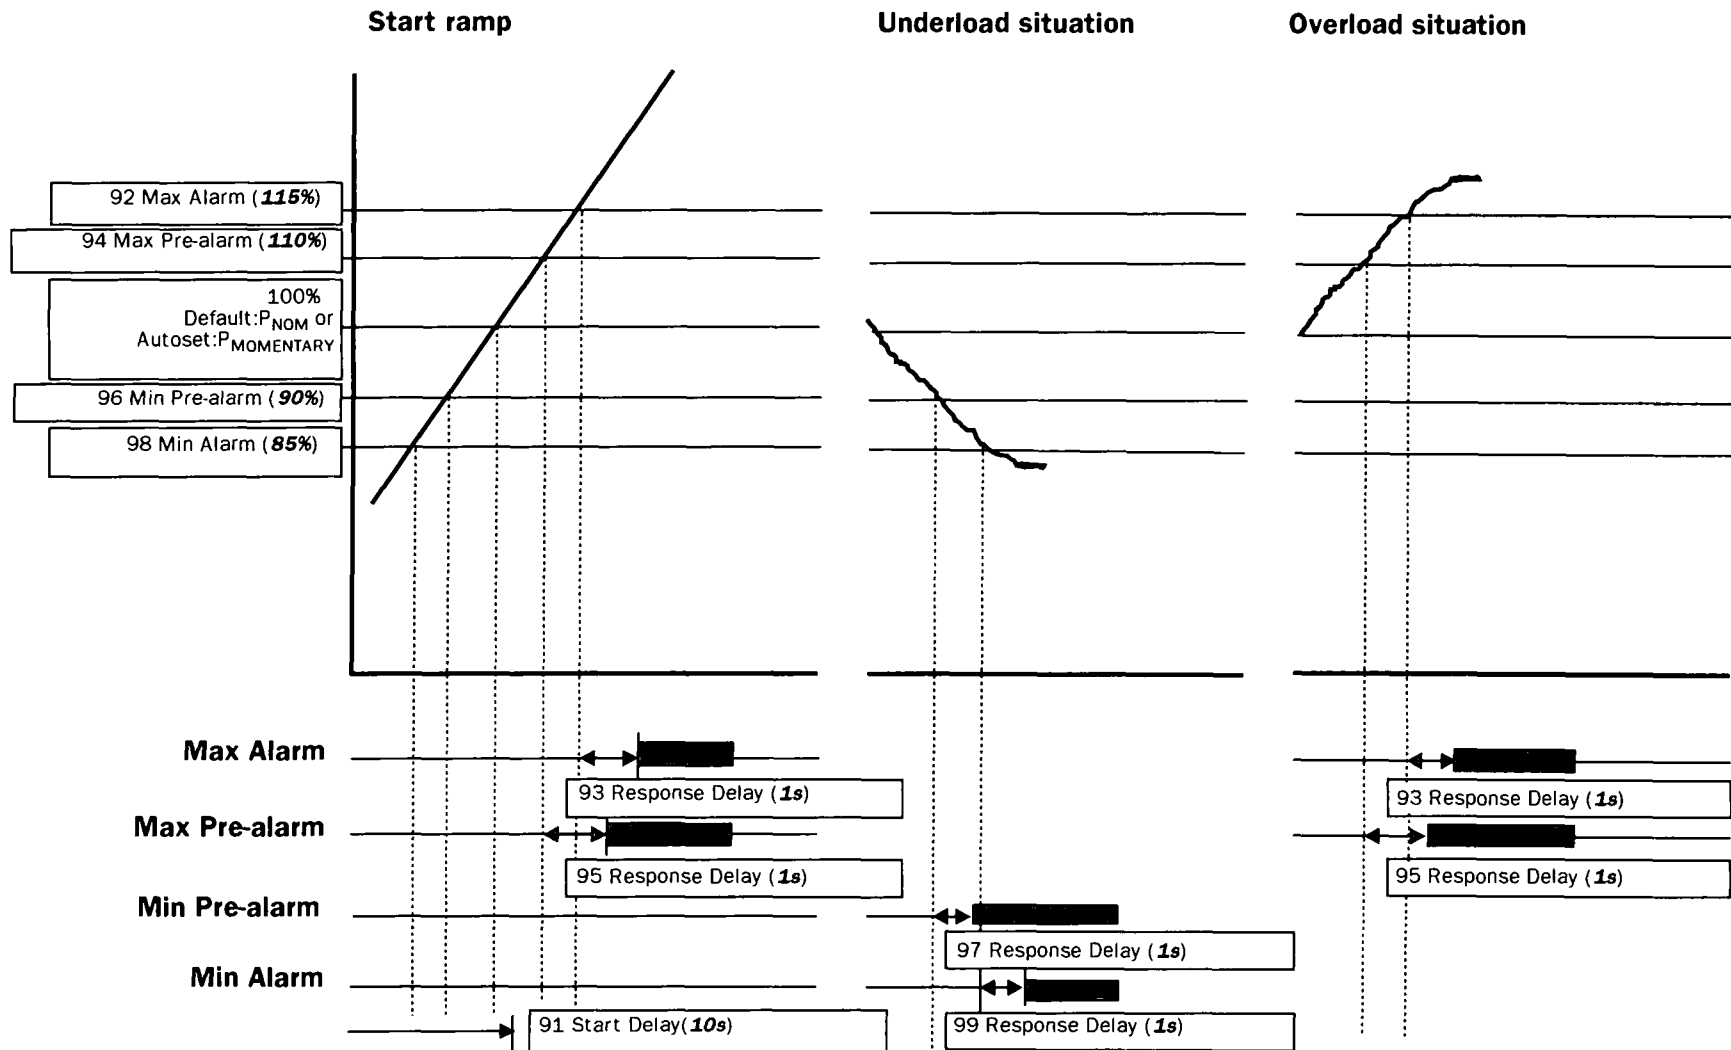 Start ramp
Underload situation
Overload situation
92 Max Alarm (115%)
94 Max Pre-alarm (110%)
100%
Default:PNOM or
Autoset:PMOMENTARY
96 Min Pre-alarm (90%)
98 Min Alarm (85%)
Max Alarm
93 Response Delay (1s)
93 Response Delay (1s)
Max Pre-alarm
95 Response Delay (1s)
95 Response Delay (1s)
Min Pre-alarm
97 Response Delay (1s)
Min Alarm
91 Start Delay(10s)
99 Response Delay (1s)